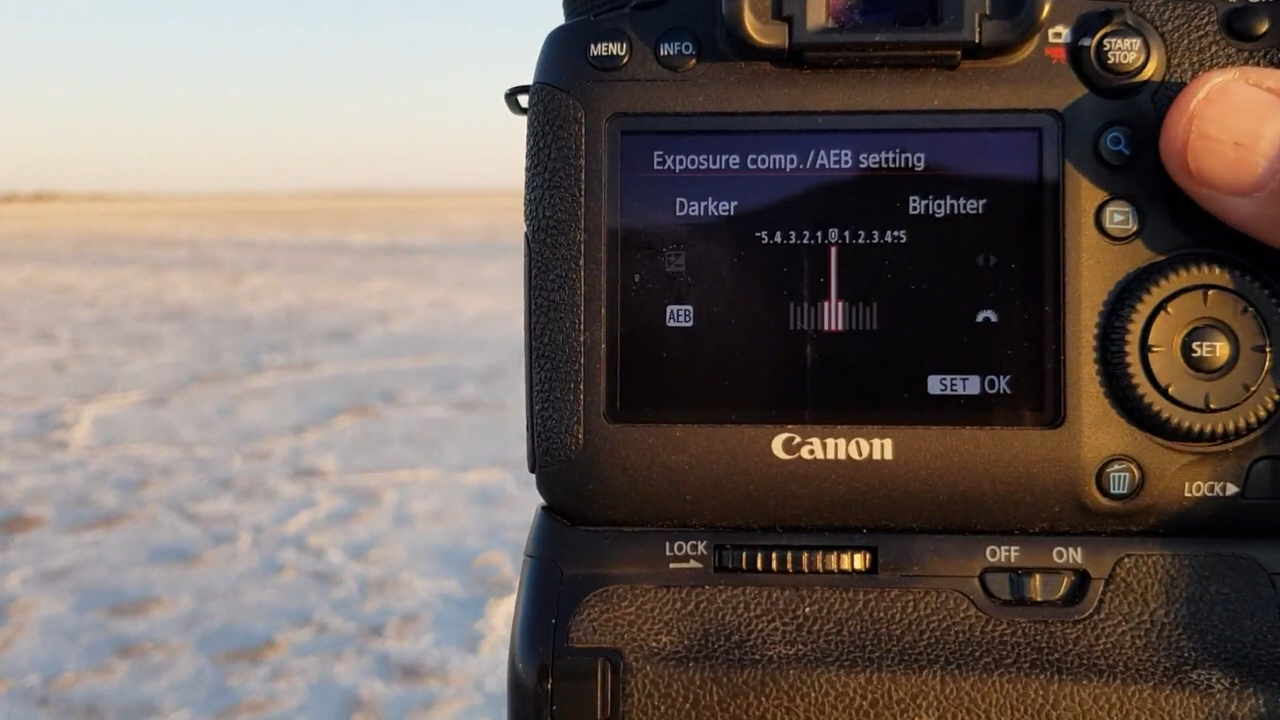 MENU INFO.
START/
STOP
Exposure comp./AEB setting
Darker Brighter
-5.4.3.2.1.0.1.2.3.4.+5
AEB
SET OK
Canon
SET
LOCK
LOCK
OFF ON